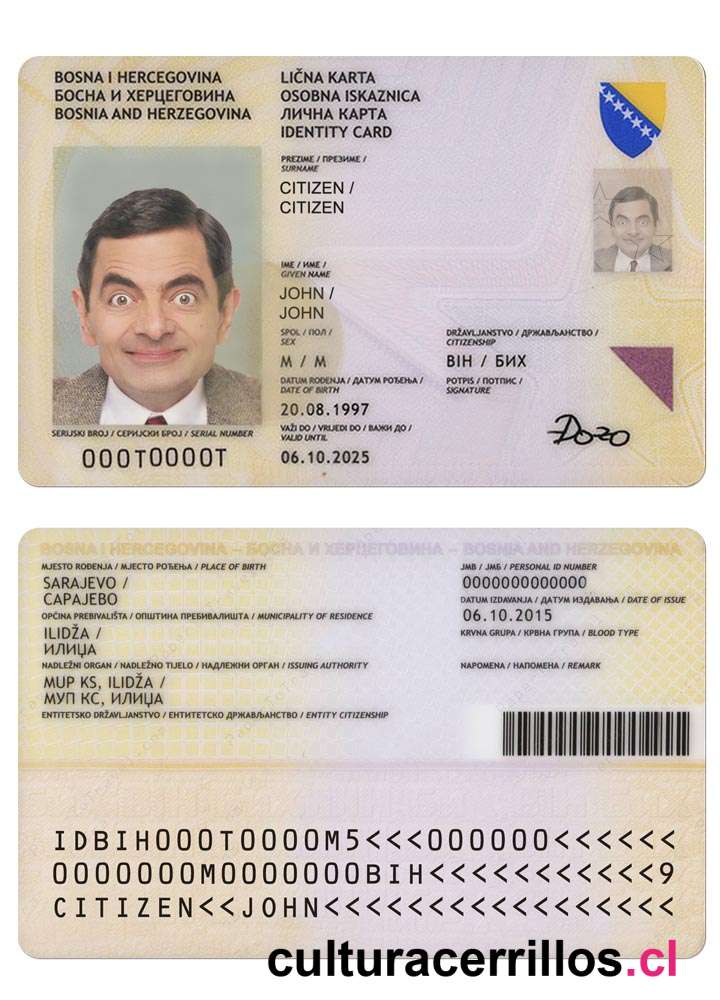 BOSNA I HERCEGOVINA
БОСНА И ХЕРЦЕГОВИНА
BOSNIA AND HERZEGOVINA
LIČNA KARTA
OSOBNA ISKAZNICA
ЛИЧНА КАРТА
IDENTITY CARD
PREZIME / ПРЕЗИМЕ /
SURNAME
CITIZEN /
CITIZEN
IME / ИМЕ /
GIVEN NAME
JOHN /
JOHN
SPOL / ПОЛ /
SEX
M / M
DRŽAVLJANSTVO / ДРЖАВЉАНСТВО /
CITIZENSHIP
BIH / БИХ
DATUM ROĐENJA / ДАТУМ РОЂЕЊА /
DATE OF BIRTH
20.08.1997
POTPIS / ПОТПИС /
SIGNATURE
VAŽI DO / VRIJEDI DO / ВАЖИ ДО /
VALID UNTIL
06.10.2025
SERIJSKI BROJ / СЕРИЈСКИ БРОЈ / SERIAL NUMBER
000T0000T
BOSNA I HERCEGOVINA – БОСНА И ХЕРЦЕГОВИНА – BOSNIA AND HERZEGOVINA
MJESTO ROĐENJA / МЈЕСТО РОЂЕЊА / PLACE OF BIRTH
SARAJEVO /
САРАЈЕВО
OPĆINA PREBIVALIŠTA / ОПШТИНА ПРЕБИВАЛИШТА / MUNICIPALITY OF RESIDENCE
ILIDŽA /
ИЛИЏА
NADLEŽNI ORGAN / NADLEŽNO TIJELO / НАДЛЕЖНИ ОРГАН / ISSUING AUTHORITY
MUP KS, ILIDŽA /
МУП КС, ИЛИЏА
ENTITETSKO DRŽAVLJANSTVO / ЕНТИТЕТСКО ДРЖАВЉАНСТВО / ENTITY CITIZENSHIP
JMB / ЈМБ / PERSONAL ID NUMBER
0000000000000
DATUM IZDAVANJA / ДАТУМ ИЗДАВАЊА / DATE OF ISSUE
06.10.2015
KRVNA GRUPA / КРВНА ГРУПА / BLOOD TYPE
NAPOMENA / НАПОМЕНА / REMARK
IDBIH000T0000M5<<<000000<<<<<<
0000000M0000000BIH<<<<<<<<<<<9
CITIZEN<<JOHN<<<<<<<<<<<<<<<<<
culturacerrillos.cl